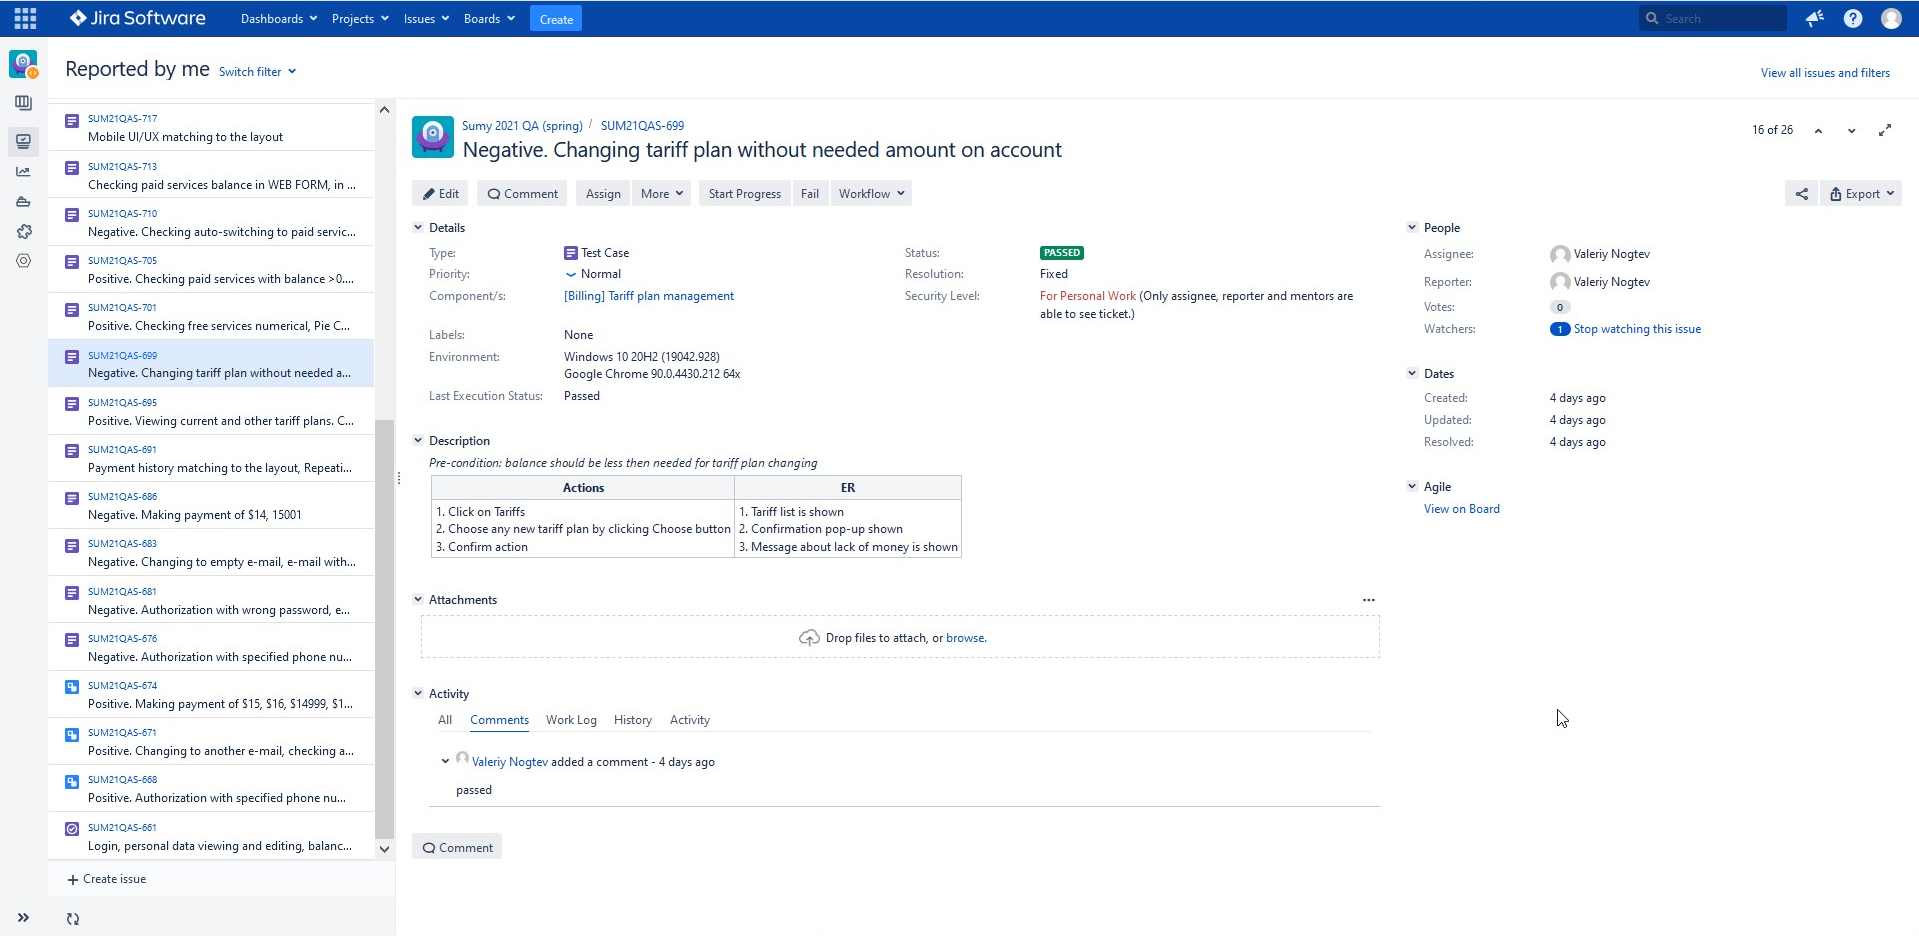 Jira Software
Dashboards
Projects
Issues
Boards
Create
Search
Reported by me
Switch filter
View all issues and filters
SUM21QAS-717
Mobile UI/UX matching to the layout
SUM21QAS-713
Checking paid services balance in WEB FORM, in ...
SUM21QAS-710
Negative. Checking auto-switching to paid servic...
SUM21QAS-705
Positive. Checking paid services with balance >0....
SUM21QAS-701
Positive. Checking free services numerical, Pie C...
SUM21QAS-699
Negative. Changing tariff plan without needed a...
SUM21QAS-695
Positive. Viewing current and other tariff plans. C...
SUM21QAS-691
Payment history matching to the layout, Repeati...
SUM21QAS-686
Negative. Making payment of $14, 15001
SUM21QAS-683
Negative. Changing to empty e-mail, e-mail with...
SUM21QAS-681
Negative. Authorization with wrong password, e...
SUM21QAS-676
Negative. Authorization with specified phone nu...
SUM21QAS-674
Positive. Making payment of $15, $16, $14999, $1...
SUM21QAS-671
Positive. Changing to another e-mail, checking a...
SUM21QAS-668
Positive. Authorization with specified phone nu...
SUM21QAS-661
Login, personal data viewing and editing, balanc...
+ Create issue
Sumy 2021 QA (spring) / SUM21QAS-699
Negative. Changing tariff plan without needed amount on account
16 of 26
Edit
Comment
Assign
More
Start Progress
Fail
Workflow
Export
Details
Type: Test Case
Status: PASSED
Priority: Normal
Resolution: Fixed
Component/s: [Billing] Tariff plan management
Security Level: For Personal Work (Only assignee, reporter and mentors are
able to see ticket.)
Labels: None
Environment: Windows 10 20H2 (19042.928)
Google Chrome 90.0.4430.212 64x
Last Execution Status: Passed
Description
Pre-condition: balance should be less then needed for tariff plan changing
Actions ER
1. Click on Tariffs 1. Tariff list is shown
2. Choose any new tariff plan by clicking Choose button 2. Confirmation pop-up shown
3. Confirm action 3. Message about lack of money is shown
Attachments
Drop files to attach, or browse.
Activity
All Comments Work Log History Activity
Valeriy Nogtev added a comment - 4 days ago
passed
Comment
People
Assignee: Valeriy Nogtev
Reporter: Valeriy Nogtev
Votes: 0
Watchers: 1 Stop watching this issue
Dates
Created: 4 days ago
Updated: 4 days ago
Resolved: 4 days ago
Agile
View on Board